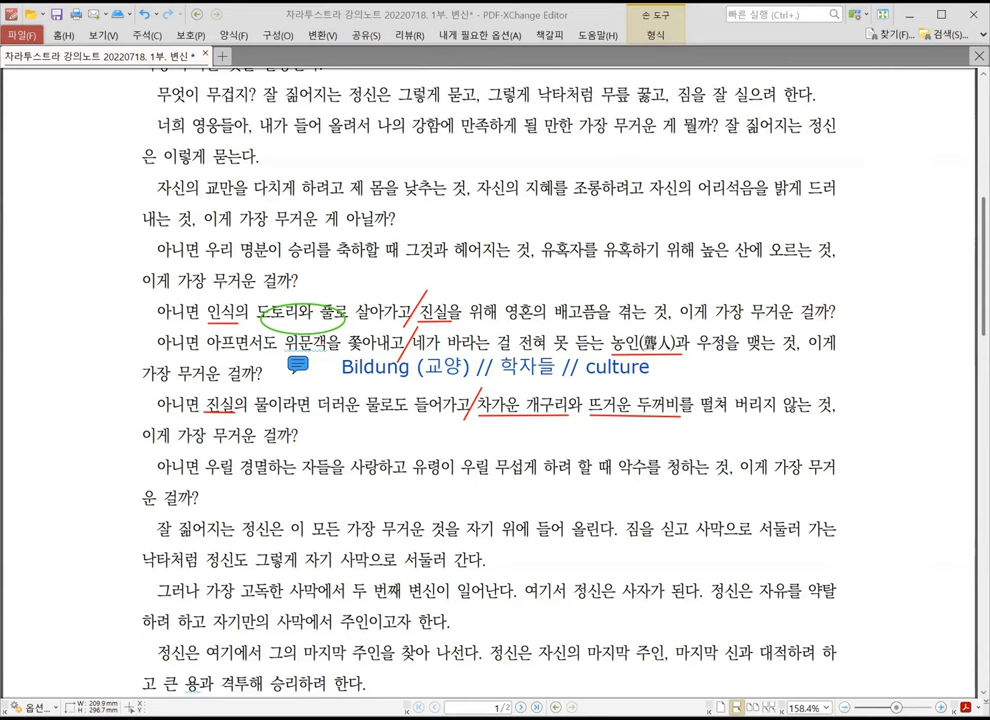 차라투스트라 강의노트 20220718. 1부. 변신 * - PDF-XChange Editor
손 도구
빠른 실행 (Ctrl+.)
파일(F) 홈(H) 보기(V) 주석(C) 보호(P) 양식(F) 구성(O) 변환(V) 공유(S) 리뷰(R) 내게 필요한 옵션(A) 책갈피 도움말(H) 형식 찾기(F)... 검색(S)...
차라투스트라 강의노트 20220718. 1부. 변신 *
무엇이 무겁지? 잘 짊어지는 정신은 그렇게 묻고, 그렇게 낙타처럼 무릎 꿇고, 짐을 잘 실으려 한다.
너희 영웅들아, 내가 들어 올려서 나의 강함에 만족하게 될 만한 가장 무거운 게 뭘까? 잘 짊어지는 정신
은 이렇게 묻는다.
자신의 교만을 다치게 하려고 제 몸을 낮추는 것, 자신의 지혜를 조롱하려고 자신의 어리석음을 밝게 드러
내는 것, 이게 가장 무거운 게 아닐까?
아니면 우리 명분이 승리를 축하할 때 그것과 헤어지는 것, 유혹자를 유혹하기 위해 높은 산에 오르는 것,
이게 가장 무거운 걸까?
아니면 인식의 도토리와 풀로 살아가고 진실을 위해 영혼의 배고픔을 겪는 것, 이게 가장 무거운 걸까?
아니면 아프면서도 위문객을 쫓아내고 네가 바라는 걸 전혀 못 듣는 농인(聾人)과 우정을 맺는 것, 이게
가장 무거운 걸까?
Bildung (교양) // 학자들 // culture
아니면 진실의 물이라면 더러운 물로도 들어가고 차가운 개구리와 뜨거운 두꺼비를 떨쳐 버리지 않는 것,
이게 가장 무거운 걸까?
아니면 우릴 경멸하는 자들을 사랑하고 유령이 우릴 무섭게 하려 할 때 악수를 청하는 것, 이게 가장 무거
운 걸까?
잘 짊어지는 정신은 이 모든 가장 무거운 것을 자기 위에 들어 올린다. 짐을 싣고 사막으로 서둘러 가는
낙타처럼 정신도 그렇게 자기 사막으로 서둘러 간다.
그러나 가장 고독한 사막에서 두 번째 변신이 일어난다. 여기서 정신은 사자가 된다. 정신은 자유를 약탈
하려 하고 자기만의 사막에서 주인이고자 한다.
정신은 여기에서 그의 마지막 주인을 찾아 나선다. 정신은 자신의 마지막 주인, 마지막 신과 대적하려 하
고 큰 용과 격투해 승리하려 한다.
옵션... W: 209.9 mm X: 1/2 158.4%
H: 296.7 mm Y: